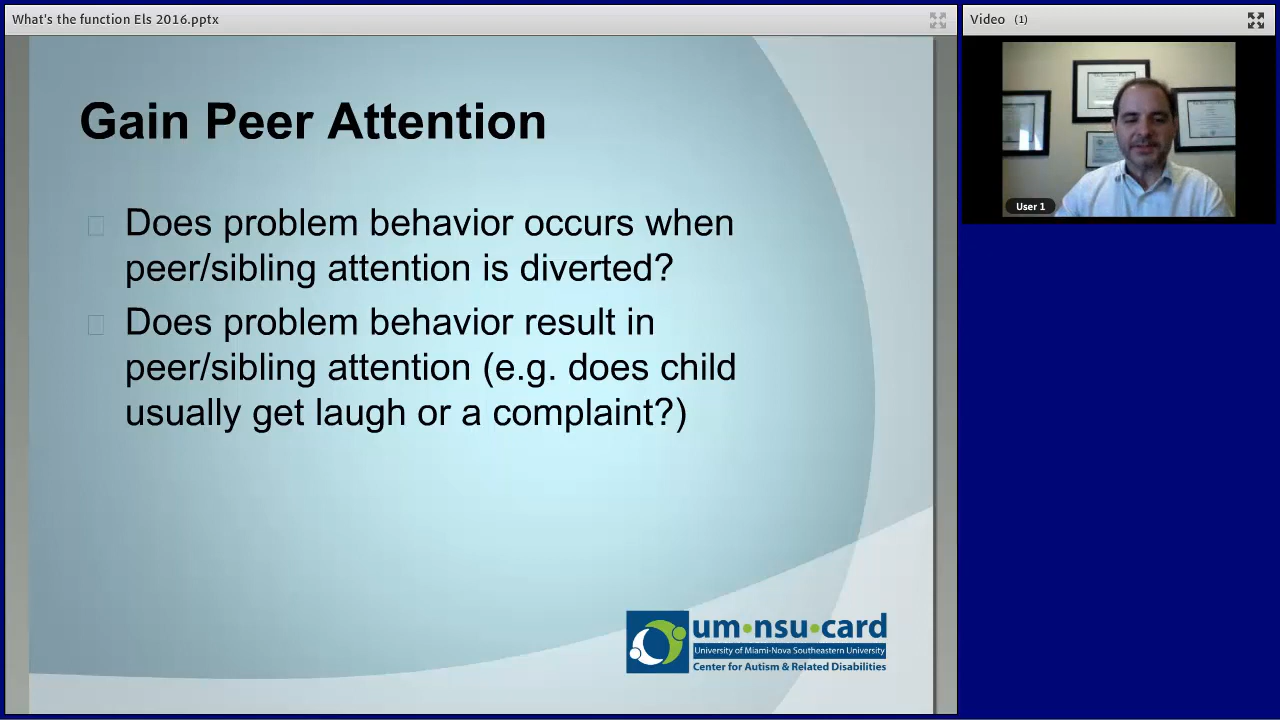 What's the function Els 2016.pptx
Video (1)
Gain Peer Attention
Does problem behavior occurs when
peer/sibling attention is diverted?
Does problem behavior result in
peer/sibling attention (e.g. does child
usually get laugh or a complaint?)
User 1
um•nsu•card
University of Miami-Nova Southeastern University
Center for Autism & Related Disabilities